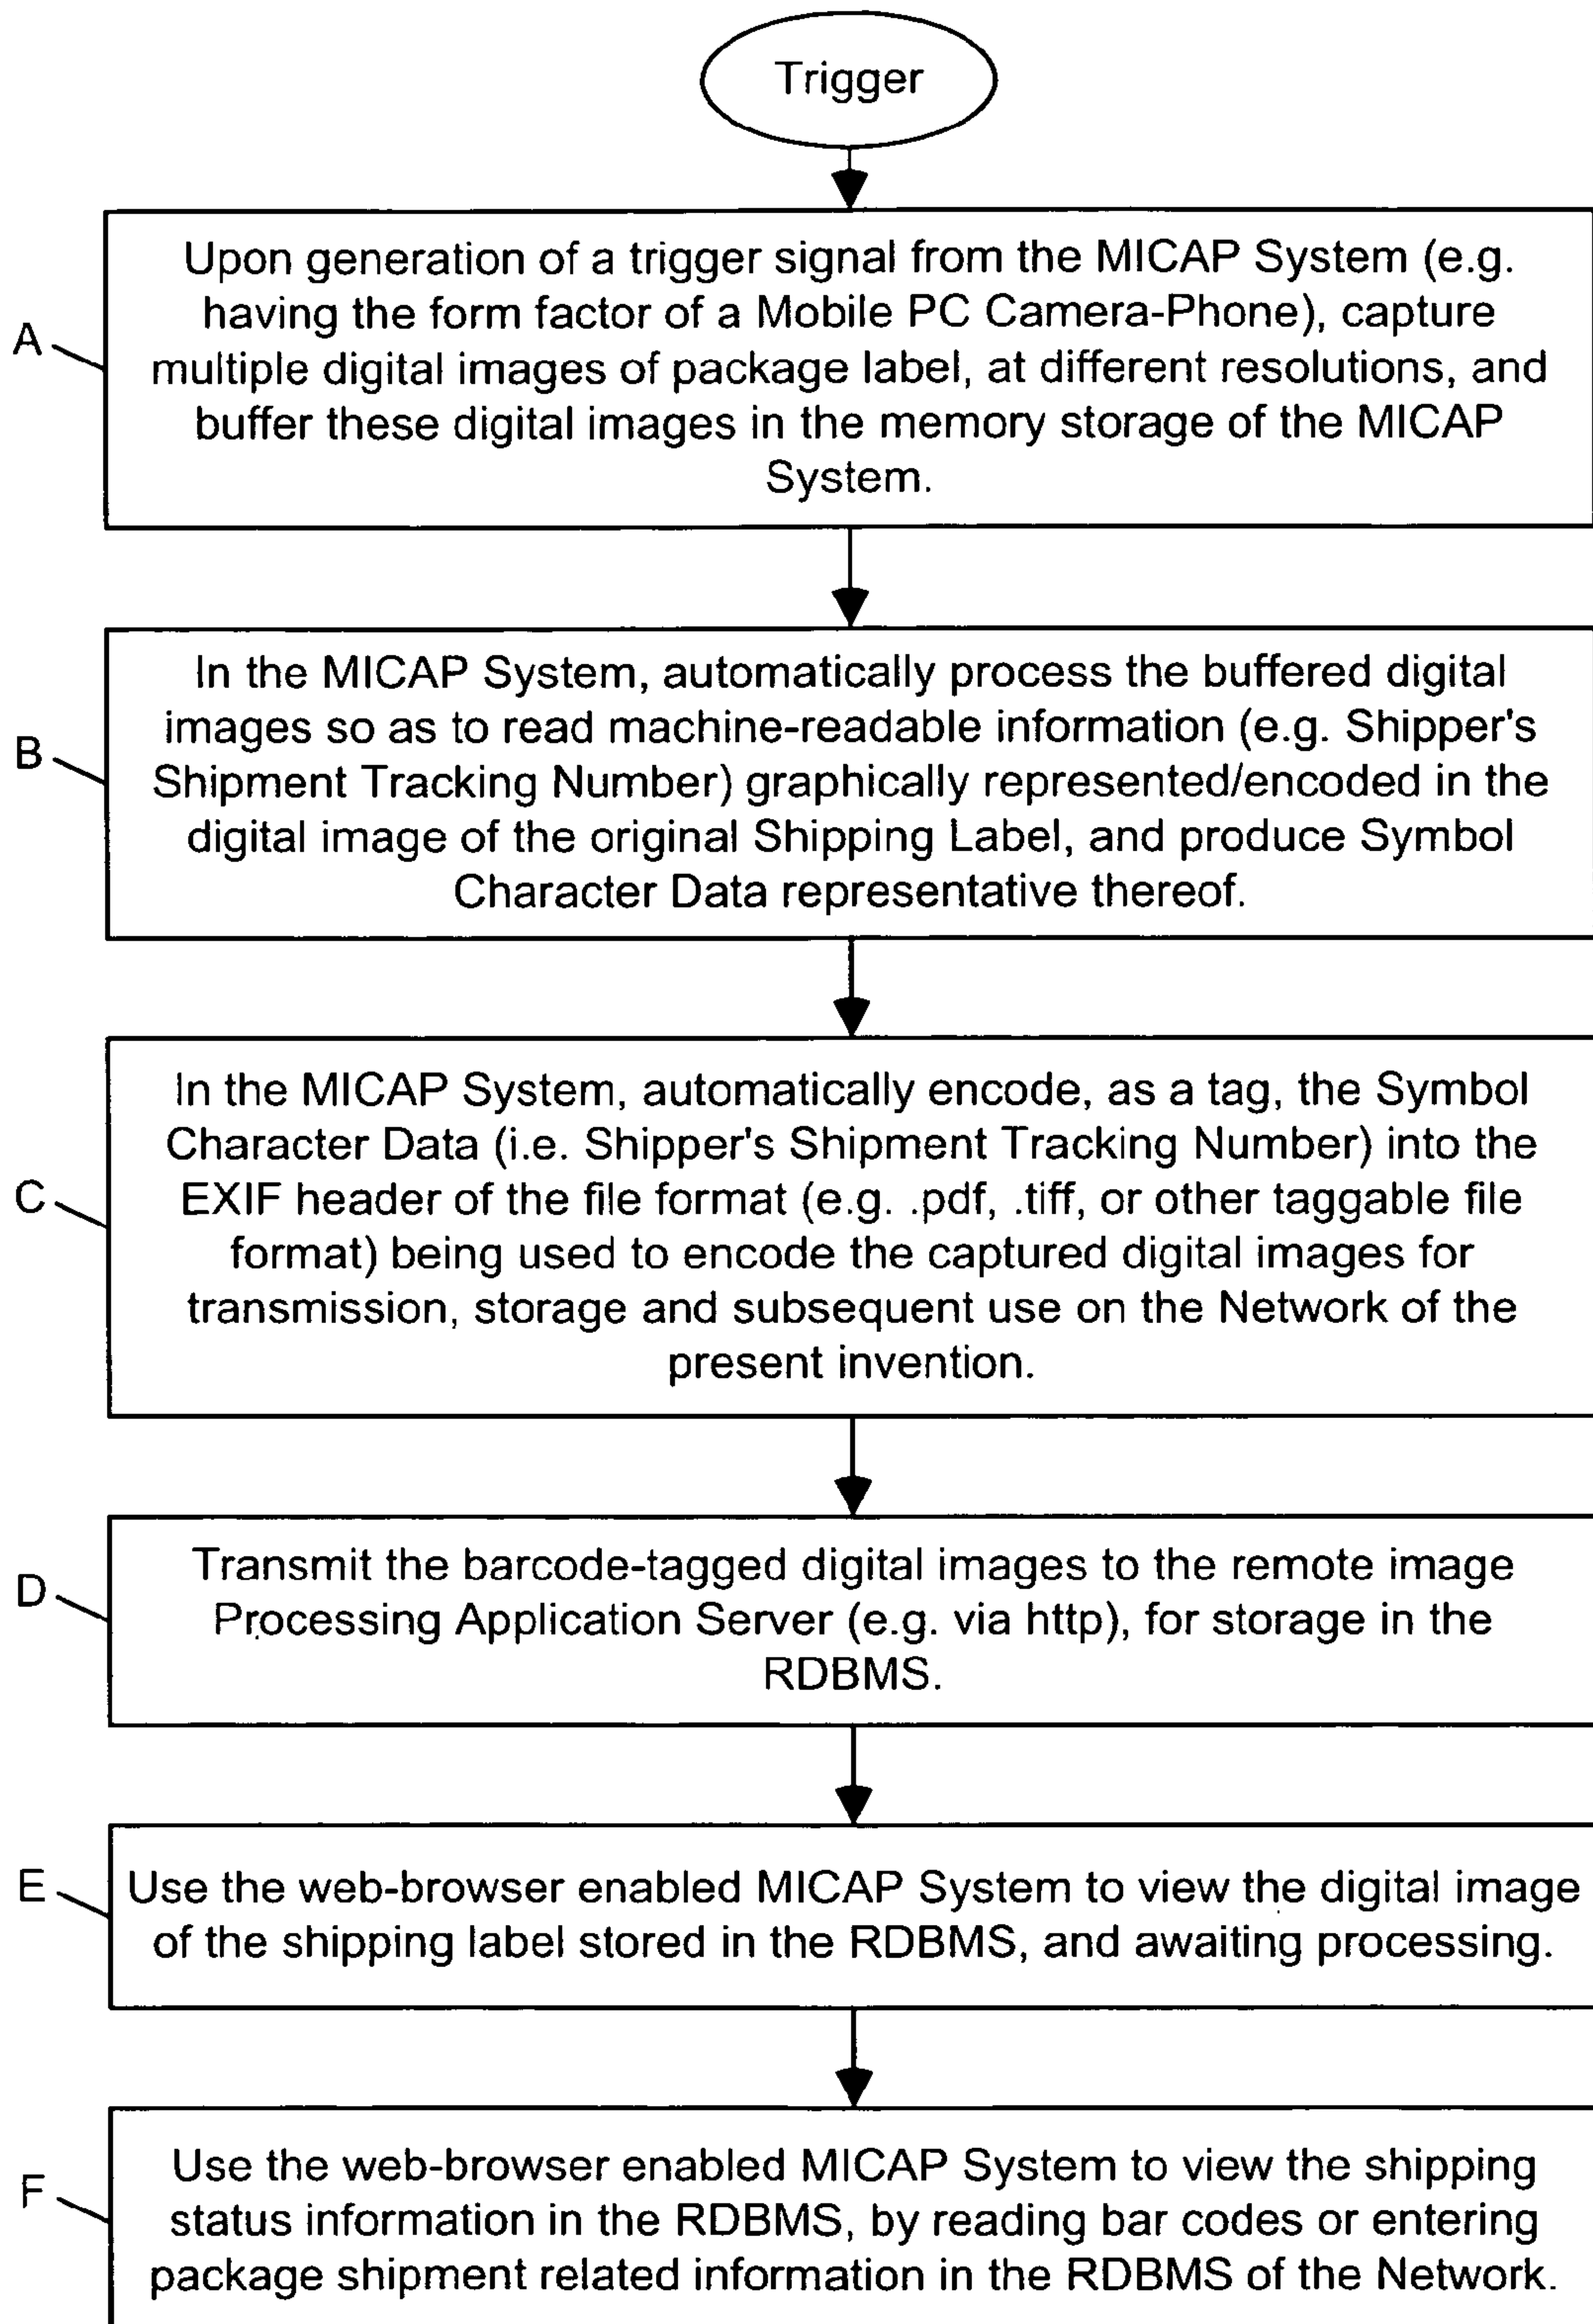 Trigger
A
Upon generation of a trigger signal from the MICAP System (e.g.
having the form factor of a Mobile PC Camera-Phone), capture
multiple digital images of package label, at different resolutions, and
buffer these digital images in the memory storage of the MICAP
System.
B
In the MICAP System, automatically process the buffered digital
images so as to read machine-readable information (e.g. Shipper's
Shipment Tracking Number) graphically represented/encoded in the
digital image of the original Shipping Label, and produce Symbol
Character Data representative thereof.
C
In the MICAP System, automatically encode, as a tag, the Symbol
Character Data (i.e. Shipper's Shipment Tracking Number) into the
EXIF header of the file format (e.g. .pdf, .tiff, or other taggable file
format) being used to encode the captured digital images for
transmission, storage and subsequent use on the Network of the
present invention.
D
Transmit the barcode-tagged digital images to the remote image
Processing Application Server (e.g. via http), for storage in the
RDBMS.
E
Use the web-browser enabled MICAP System to view the digital image
of the shipping label stored in the RDBMS, and awaiting processing.
F
Use the web-browser enabled MICAP System to view the shipping
status information in the RDBMS, by reading bar codes or entering
package shipment related information in the RDBMS of the Network.